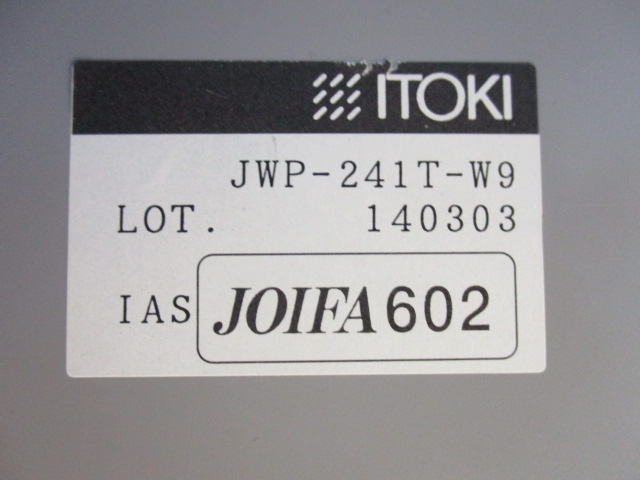 ITOKI
JWP-241T-W9
LOT. 140303
IAS JOIFA602